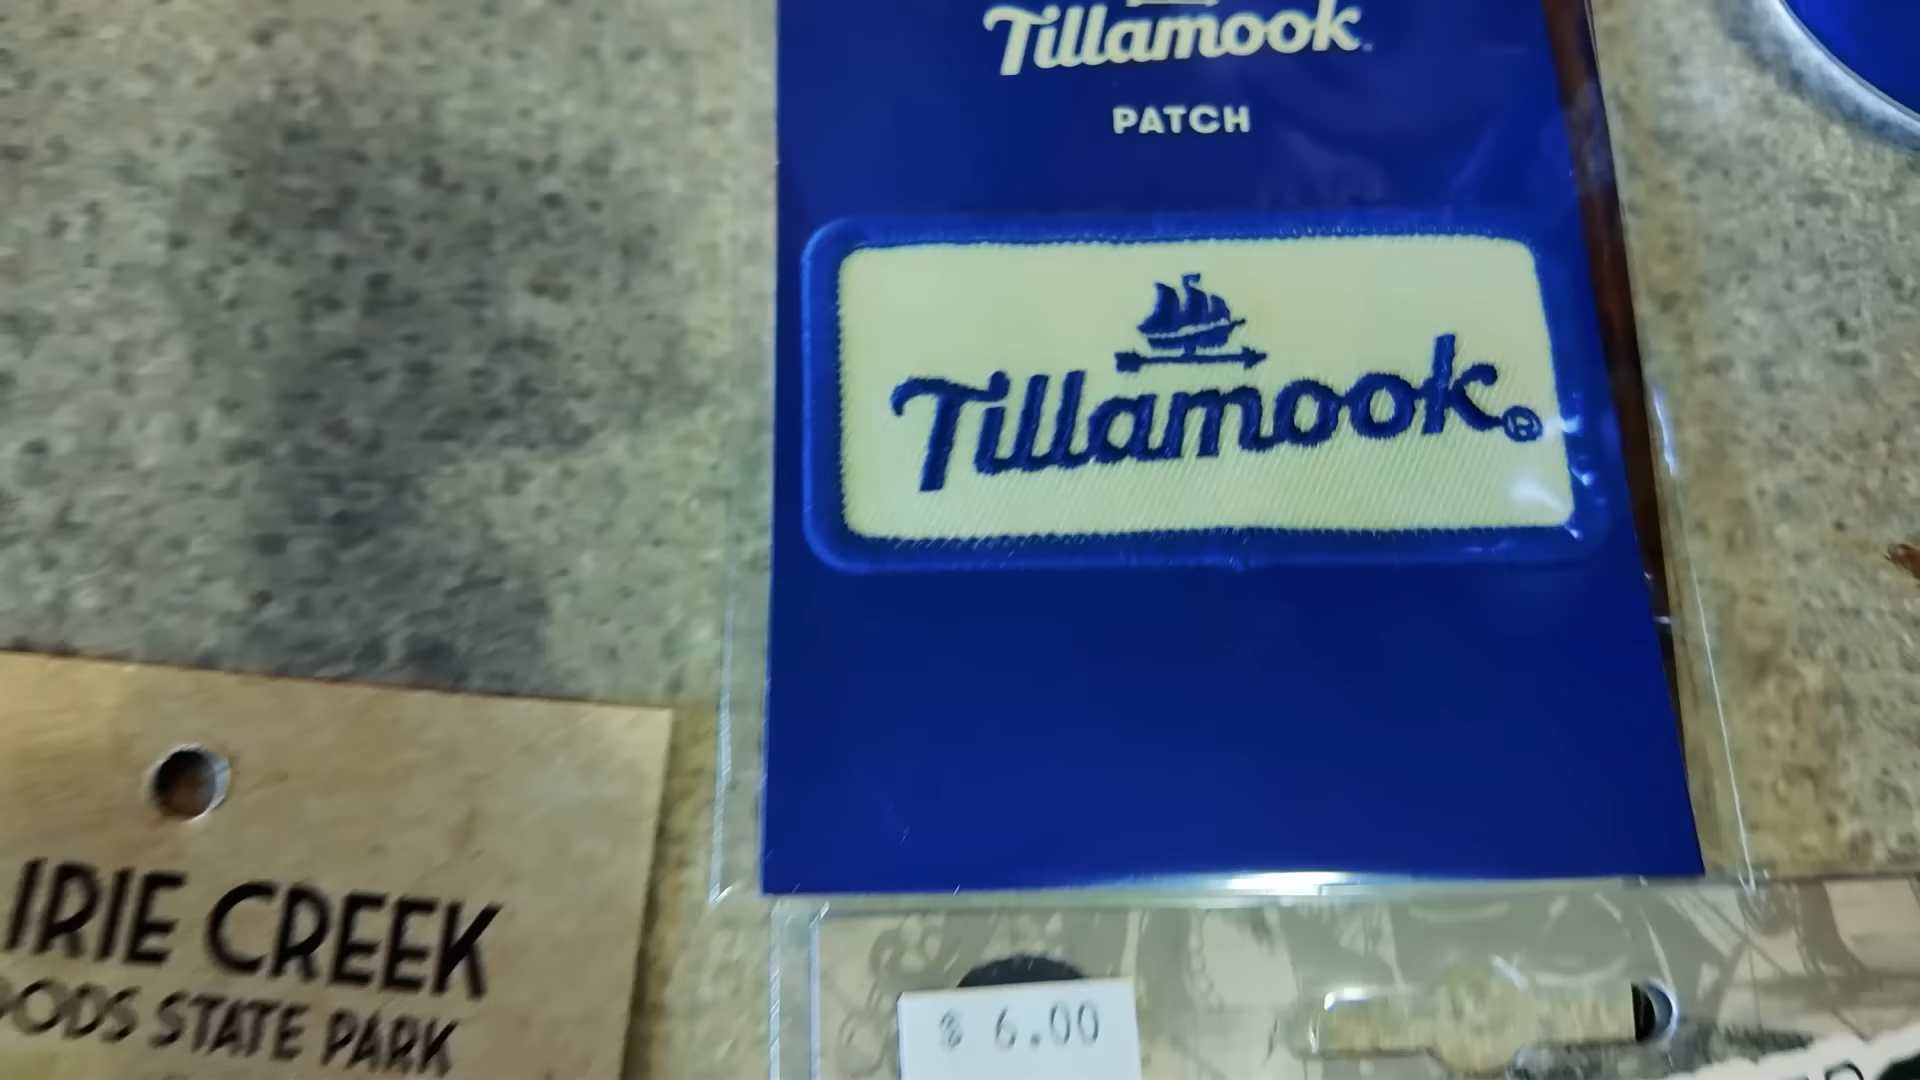 Tillamook
PATCH
Tillamook®
IRIE CREEK
ODS STATE PARK
$ 6.00